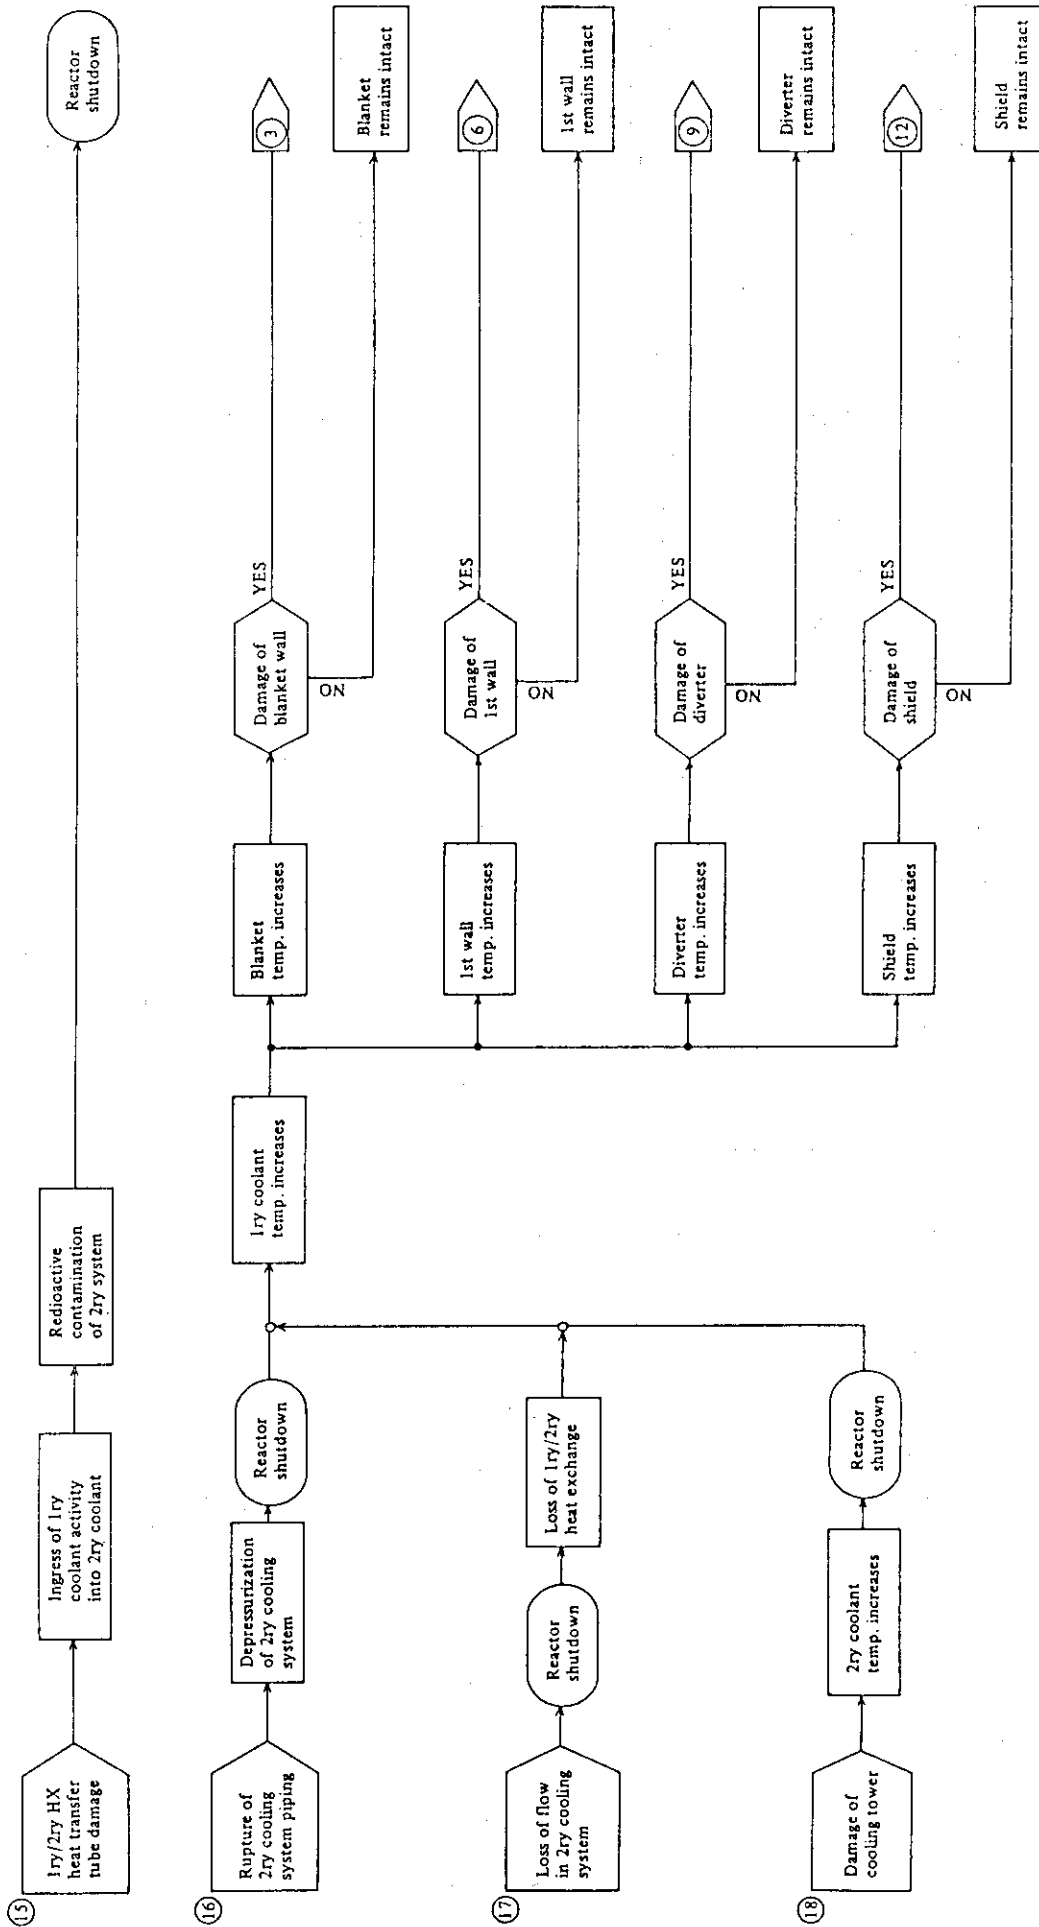 15
1ry/2ry HX
heat transfer
tube damage
Ingress of 1ry
coolant activity
into 2ry coolant
Redioactive
contamination
of 2ry system
Reactor
shutdown
16
Rupture of
2ry cooling
system piping
Depressurization
of 2ry cooling
system
Reactor
shutdown
1ry coolant
temp. increases
Blanket
temp. increases
Damage of
blanket wall
YES
3
NO
Blanket
remains intact
1st wall
temp. increases
Damage of
1st wall
YES
6
NO
1st wall
remains intact
17
Loss of flow
in 2ry cooling
system
Reactor
shutdown
Loss of 1ry/2ry
heat exchange
Diverter
temp. increases
Damage of
diverter
YES
9
NO
Diverter
remains intact
18
Damage of
cooling tower
2ry coolant
temp. increases
Reactor
shutdown
Shield
temp. increases
Damage of
shield
YES
12
NO
Shield
remains intact